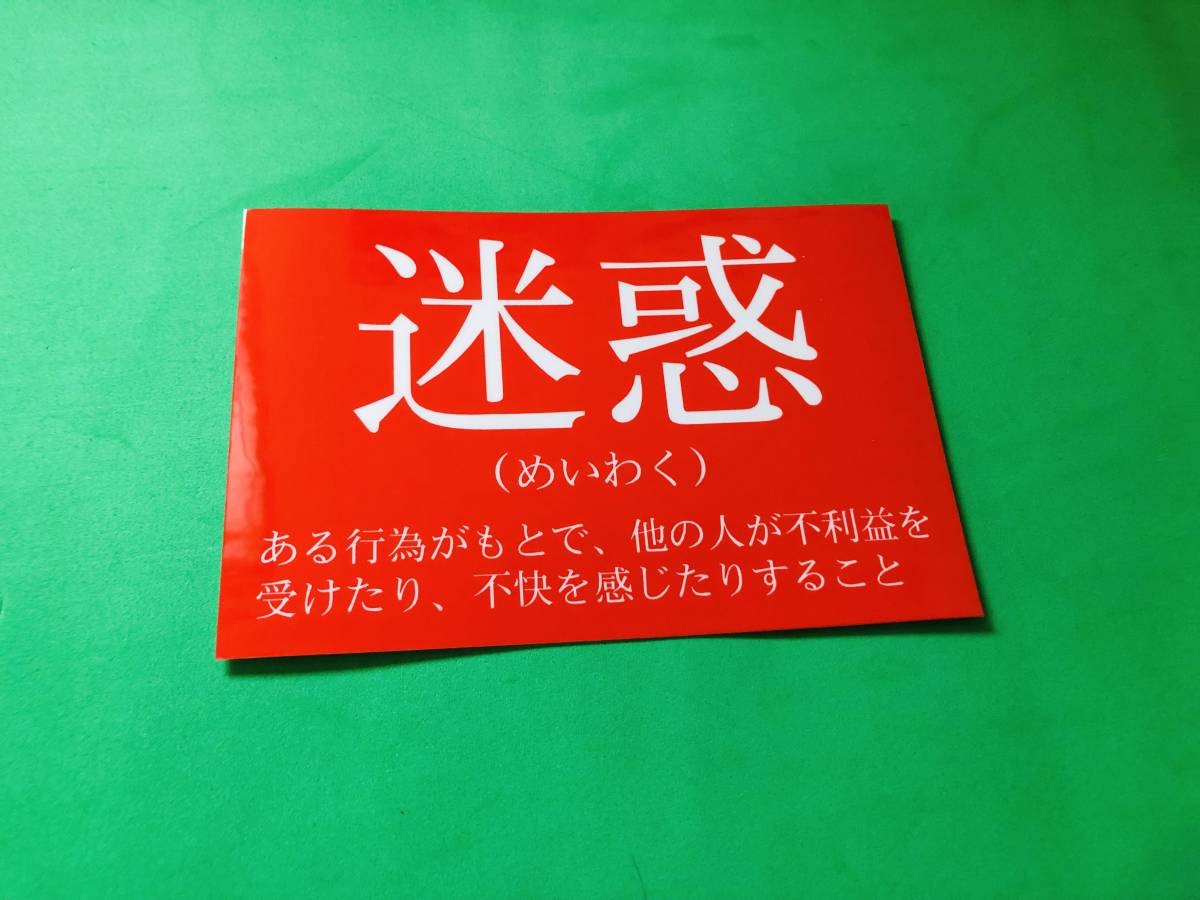 迷惑
（めいわく）
ある行為がもとで、他の人が不利益を
受けたり、不快を感じたりすること